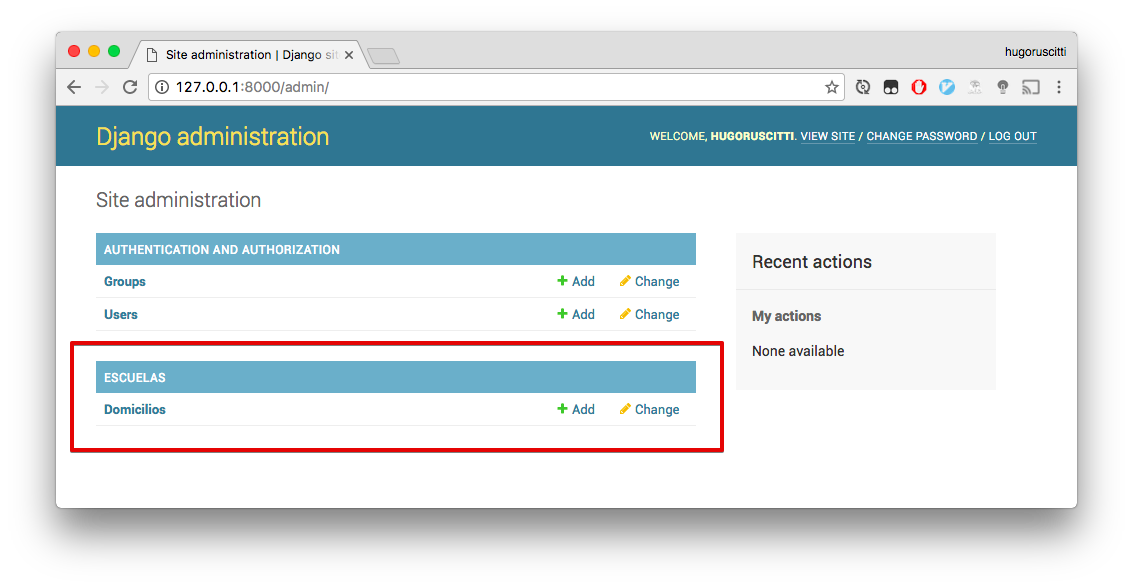 Site administration | Django sit
hugoruscitti
127.0.0.1:8000/admin/
Django administration
WELCOME, HUGORUSCITTI. VIEW SITE / CHANGE PASSWORD / LOG OUT
Site administration
AUTHENTICATION AND AUTHORIZATION
Groups Add Change
Users Add Change
ESCUELAS
Domicilios Add Change
Recent actions
My actions
None available